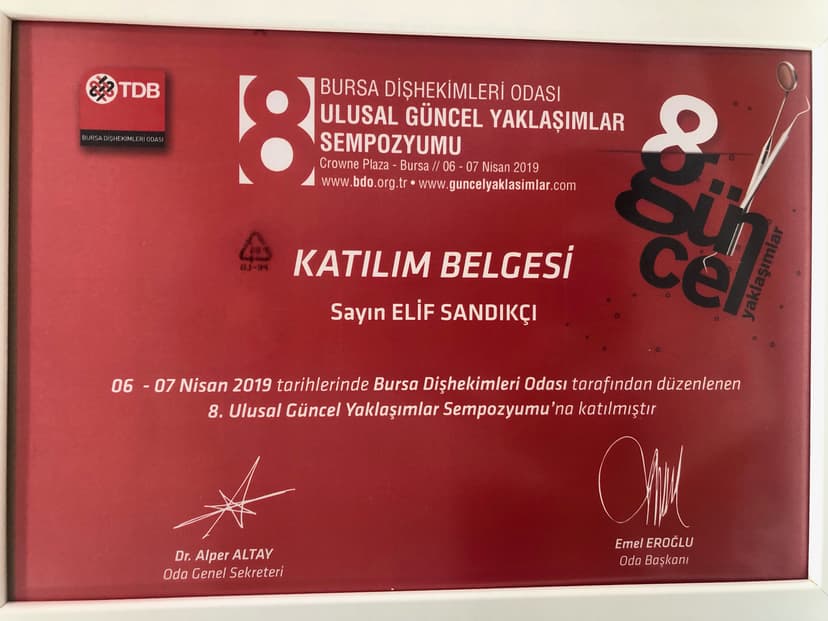 TDB
BURSA DİŞHEKİMLERİ ODASI
8
BURSA DİŞHEKİMLERİ ODASI
ULUSAL GÜNCEL YAKLAŞIMLAR
SEMPOZYUMU
Crowne Plaza - Bursa // 06 - 07 Nisan 2019
www.bdo.org.tr • www.guncelyaklasimlar.com
8
güncel
yaklaşımlar
KATILIM BELGESİ
Sayın ELİF SANDIKÇI
06 - 07 Nisan 2019 tarihlerinde Bursa Dişhekimleri Odası tarafından düzenlenen
8. Ulusal Güncel Yaklaşımlar Sempozyumu'na katılmıştır
Dr. Alper ALTAY
Oda Genel Sekreteri
Emel EROĞLU
Oda Başkanı